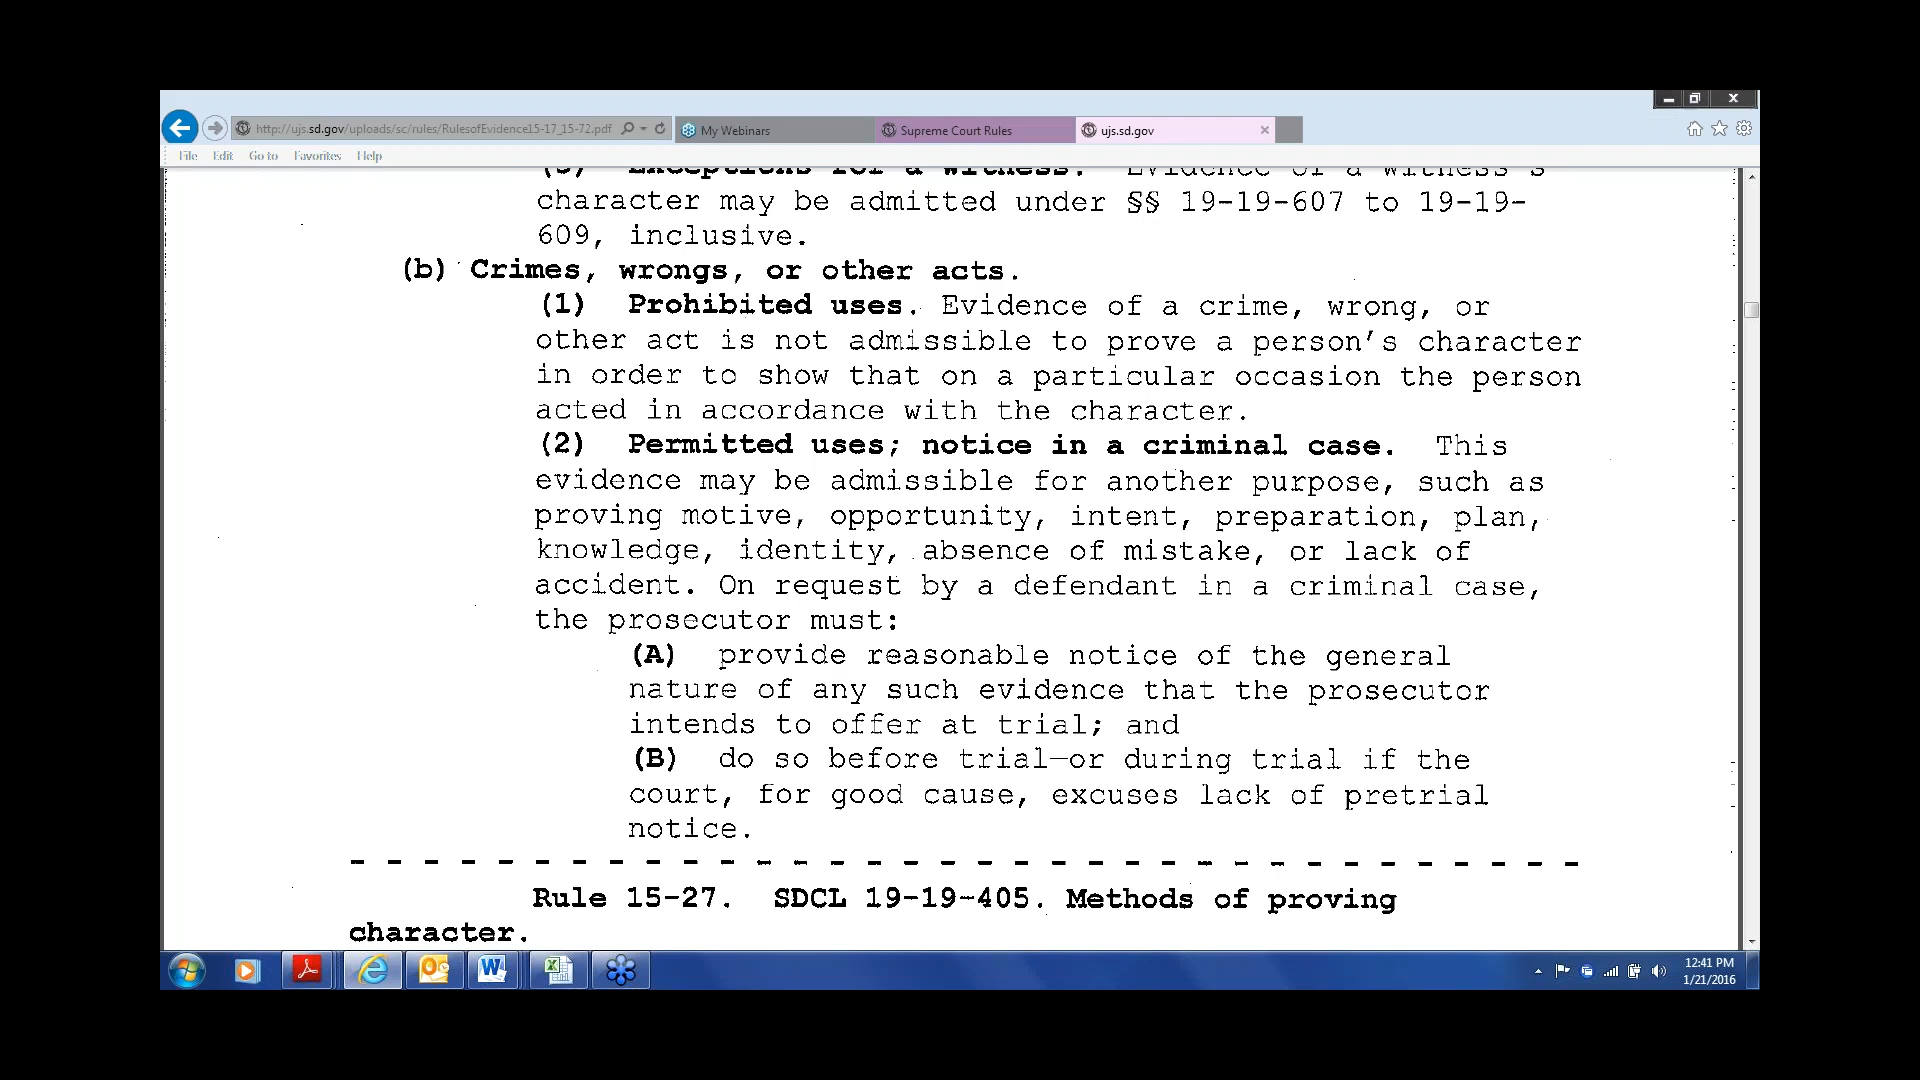 http://ujs.sd.gov/uploads/sc/rules/RulesofEvidence15-17_15-72.pdf
My Webinars
Supreme Court Rules
ujs.sd.gov
File Edit Go to Favorites Help
(3) Exceptions for a witness. Evidence of a witness's
character may be admitted under §§ 19-19-607 to 19-19-
609, inclusive.
(b) Crimes, wrongs, or other acts.
(1) Prohibited uses. Evidence of a crime, wrong, or
other act is not admissible to prove a person's character
in order to show that on a particular occasion the person
acted in accordance with the character.
(2) Permitted uses; notice in a criminal case. This
evidence may be admissible for another purpose, such as
proving motive, opportunity, intent, preparation, plan,
knowledge, identity, absence of mistake, or lack of
accident. On request by a defendant in a criminal case,
the prosecutor must:
(A) provide reasonable notice of the general
nature of any such evidence that the prosecutor
intends to offer at trial; and
(B) do so before trial—or during trial if the
court, for good cause, excuses lack of pretrial
notice.
Rule 15-27. SDCL 19-19-405. Methods of proving
character.
12:41 PM
1/21/2016